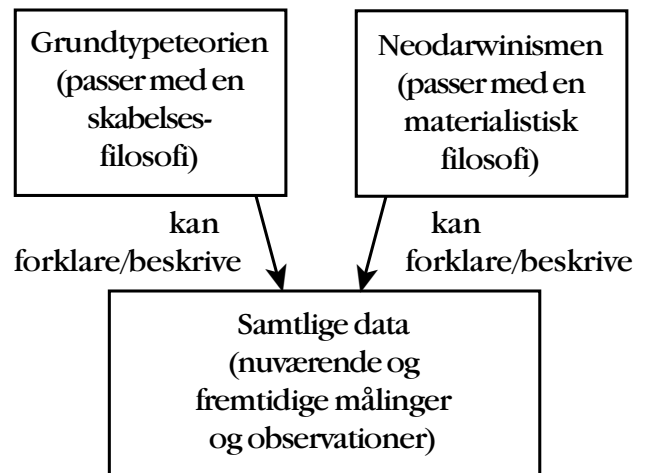 Grundtypeteorien
(passer med en
skabelses-
filosofi)
Neodarwinismen
(passer med en
materialistisk
filosofi)
kan
forklare/beskrive
kan
forklare/beskrive
Samtlige data
(nuværende og
fremtidige målinger
og observationer)